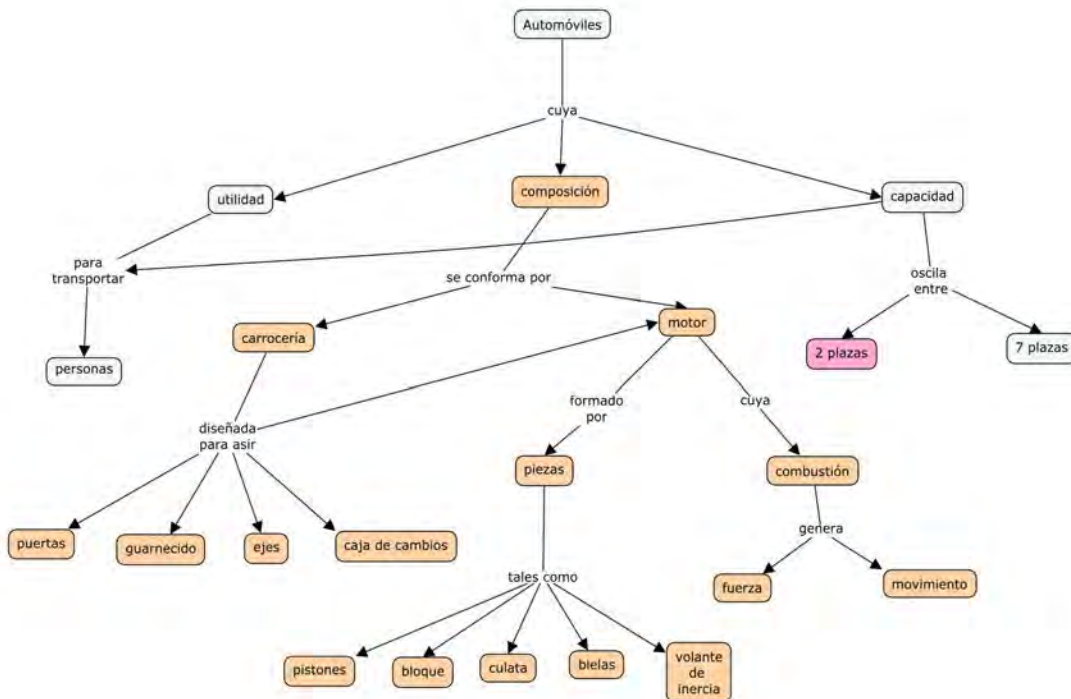 Automóviles
cuya
utilidad
composición
capacidad
para
transportar
se conforma por
oscila
entre
carrocería
motor
2 plazas
7 plazas
personas
diseñada
para asir
formado
por
cuya
piezas
combustión
puertas
guarnecido
ejes
caja de cambios
genera
tales como
fuerza
movimiento
pistones
bloque
culata
bielas
volante
de
inercia